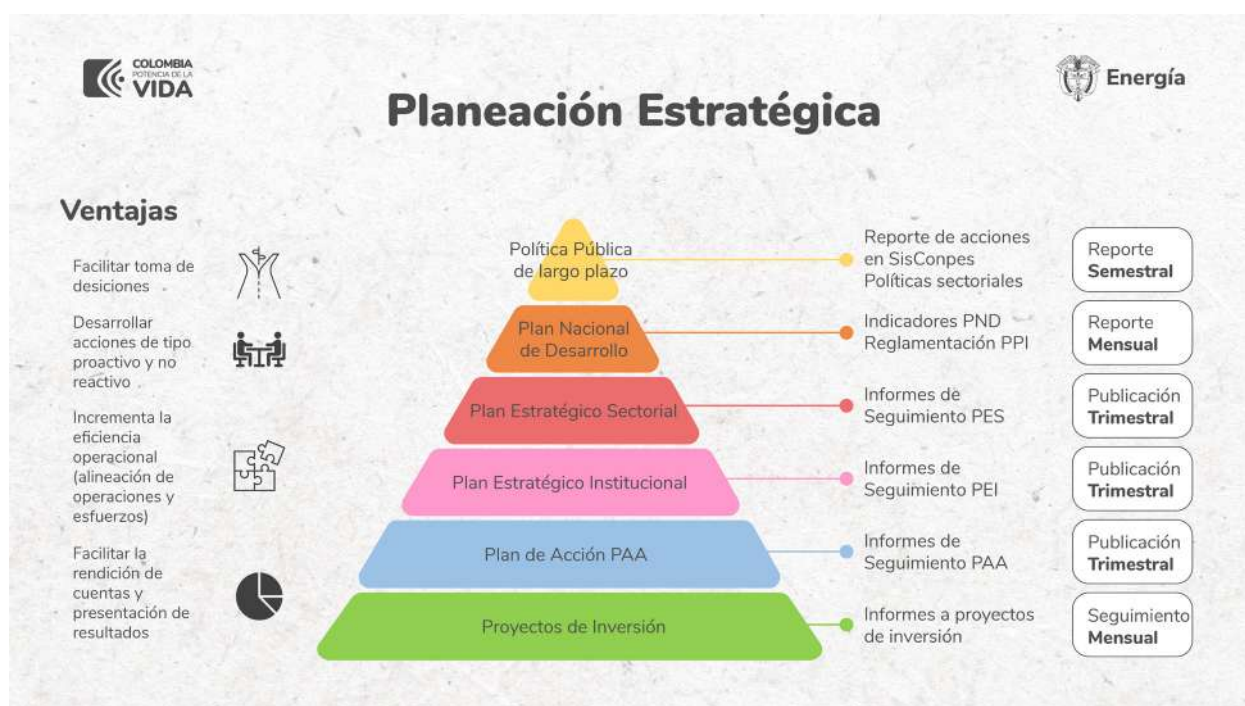 COLOMBIA
POTENCIA DE LA
VIDA
Energía
Planeación Estratégica
Ventajas
Facilitar toma de
desiciones
Desarrollar
acciones de tipo
proactivo y no
reactivo
Incrementa la
eficiencia
operacional
(alineación de
operaciones y
esfuerzos)
Facilitar la
rendición de
cuentas y
presentación de
resultados
Política Pública
de largo plazo
Reporte de acciones
en SisConpes
Políticas sectoriales
Reporte
Semestral
Plan Nacional
de Desarrollo
Indicadores PND
Reglamentación PPI
Reporte
Mensual
Plan Estratégico Sectorial
Informes de
Seguimiento PES
Publicación
Trimestral
Plan Estratégico Institucional
Informes de
Seguimiento PEI
Publicación
Trimestral
Plan de Acción PAA
Informes de
Seguimiento PAA
Publicación
Trimestral
Proyectos de Inversión
Informes a proyectos
de inversión
Seguimiento
Mensual